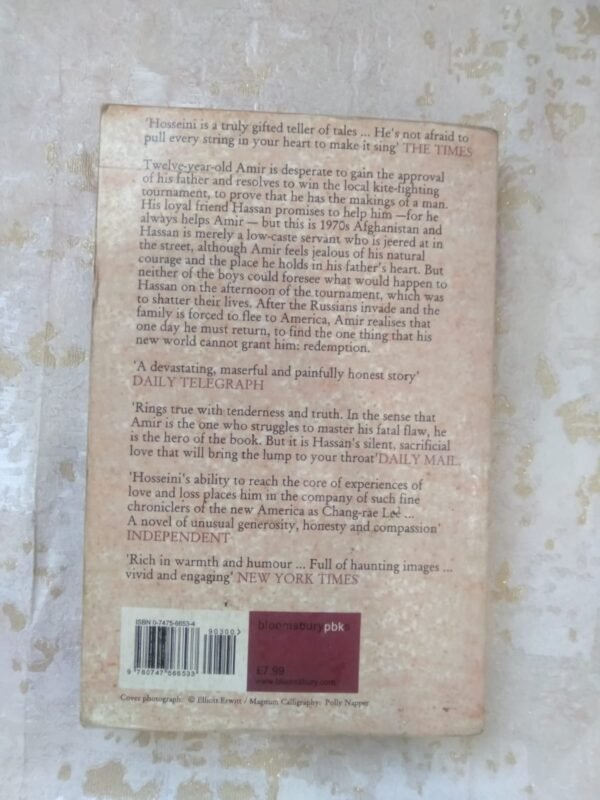 'Hosseini is a truly gifted teller of tales ... He's not afraid to
pull every string in your heart to make it sing' THE TIMES
Twelve-year-old Amir is desperate to gain the approval
of his father and resolves to win the local kite-fighting
tournament, to prove that he has the makings of a man.
His loyal friend Hassan promises to help him — for he
always helps Amir — but this is 1970s Afghanistan and
Hassan is merely a low-caste servant who is jeered at in
the street, although Amir feels jealous of his natural
courage and the place he holds in his father's heart. But
neither of the boys could foresee what would happen to
Hassan on the afternoon of the tournament, which was
to shatter their lives. After the Russians invade and the
family is forced to flee to America, Amir realises that
one day he must return, to find the one thing that his
new world cannot grant him: redemption.
'A devastating, maserful and painfully honest story'
DAILY TELEGRAPH
'Rings true with tenderness and truth. In the sense that
Amir is the one who struggles to master his fatal flaw, he
is the hero of the book. But it is Hassan's silent, sacrificial
love that will bring the lump to your throat' DAILY MAIL
'Hosseini's ability to reach the core of experiences of
love and loss places him in the company of such fine
chroniclers of the new America as Chang-rae Lee ...
A novel of unusual generosity, honesty and compassion'
INDEPENDENT
'Rich in warmth and humour ... Full of haunting images ...
vivid and engaging' NEW YORK TIMES
ISBN 0-7475-6653-4
90300
9 780747 566533
bloomsburypbks
£7.99
www.bloomsbury.com
Cover photograph: © Elliott Erwitt / Magnum Calligraphy: Polly Napper